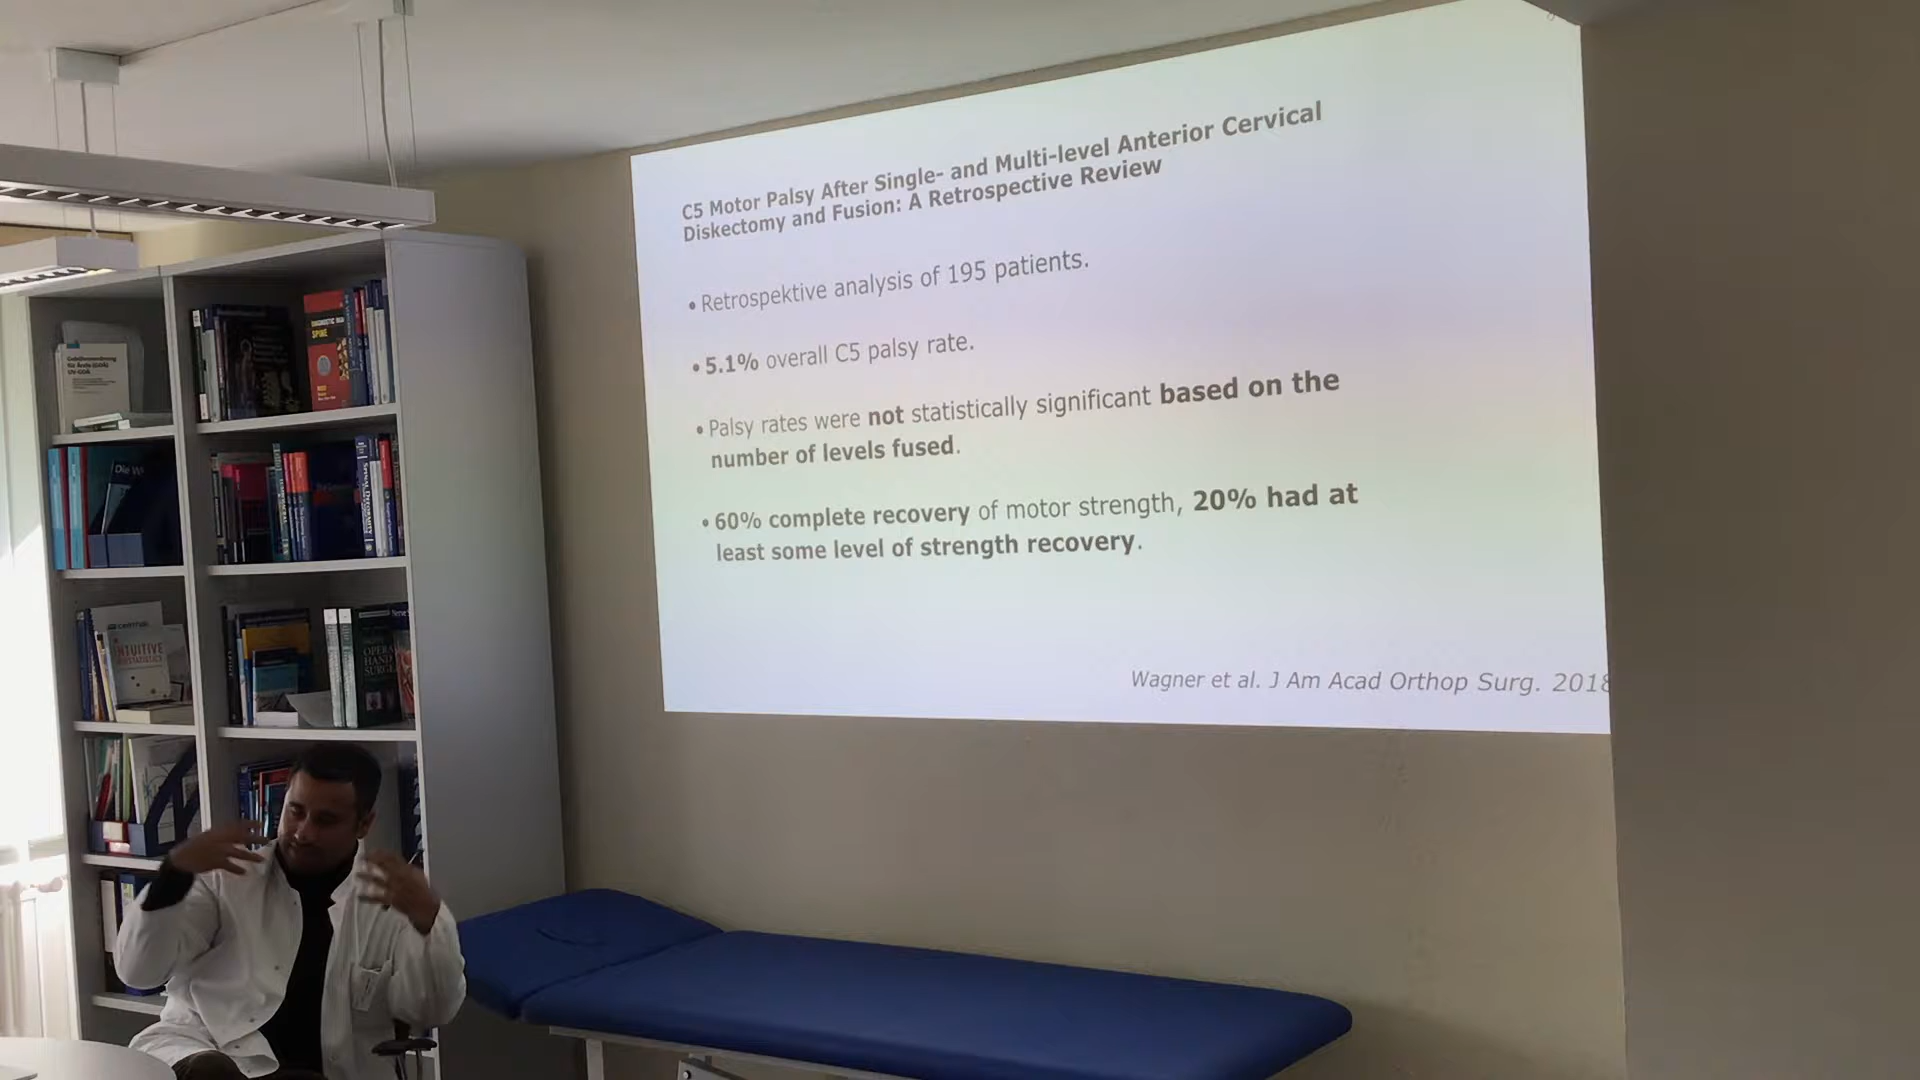 C5 Motor Palsy After Single- and Multi-level Anterior Cervical
Diskectomy and Fusion: A Retrospective Review
• Retrospektive analysis of 195 patients.
• 5.1% overall C5 palsy rate.
• Palsy rates were not statistically significant based on the
number of levels fused.
• 60% complete recovery of motor strength, 20% had at
least some level of strength recovery.
Wagner et al. J Am Acad Orthop Surg. 2018
SPINE
Die W
INTUITIVE
OPERA
HAND
SURGE